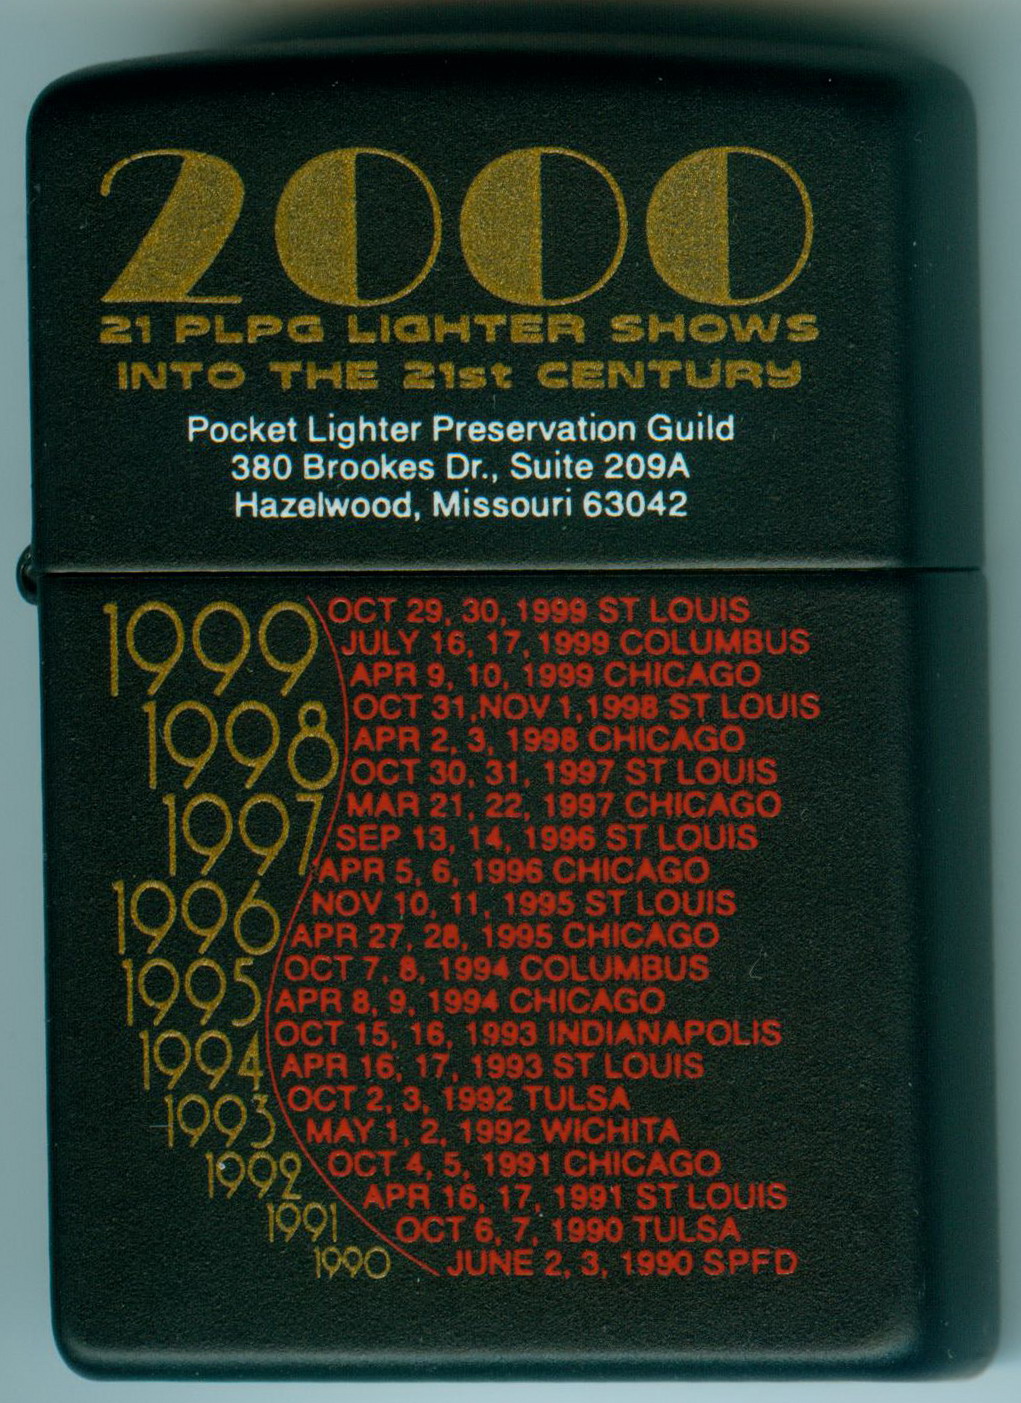 2000
21 PLPG LIGHTER SHOWS
INTO THE 21st CENTURY
Pocket Lighter Preservation Guild
380 Brookes Dr., Suite 209A
Hazelwood, Missouri 63042
1999
OCT 29, 30, 1999 ST LOUIS
JULY 16, 17, 1999 COLUMBUS
APR 9, 10, 1999 CHICAGO
1998
OCT 31,NOV 1,1998 ST LOUIS
APR 2, 3, 1998 CHICAGO
1997
OCT 30, 31, 1997 ST LOUIS
MAR 21, 22, 1997 CHICAGO
1996
SEP 13, 14, 1996 ST LOUIS
APR 5, 6, 1996 CHICAGO
1995
NOV 10, 11, 1995 ST LOUIS
APR 27, 28, 1995 CHICAGO
1994
OCT 7, 8, 1994 COLUMBUS
APR 8, 9, 1994 CHICAGO
1993
OCT 15, 16, 1993 INDIANAPOLIS
APR 16, 17, 1993 ST LOUIS
1992
OCT 2, 3, 1992 TULSA
MAY 1, 2, 1992 WICHITA
1991
OCT 4, 5, 1991 CHICAGO
APR 16, 17, 1991 ST LOUIS
1990
OCT 6, 7, 1990 TULSA
JUNE 2, 3, 1990 SPFD